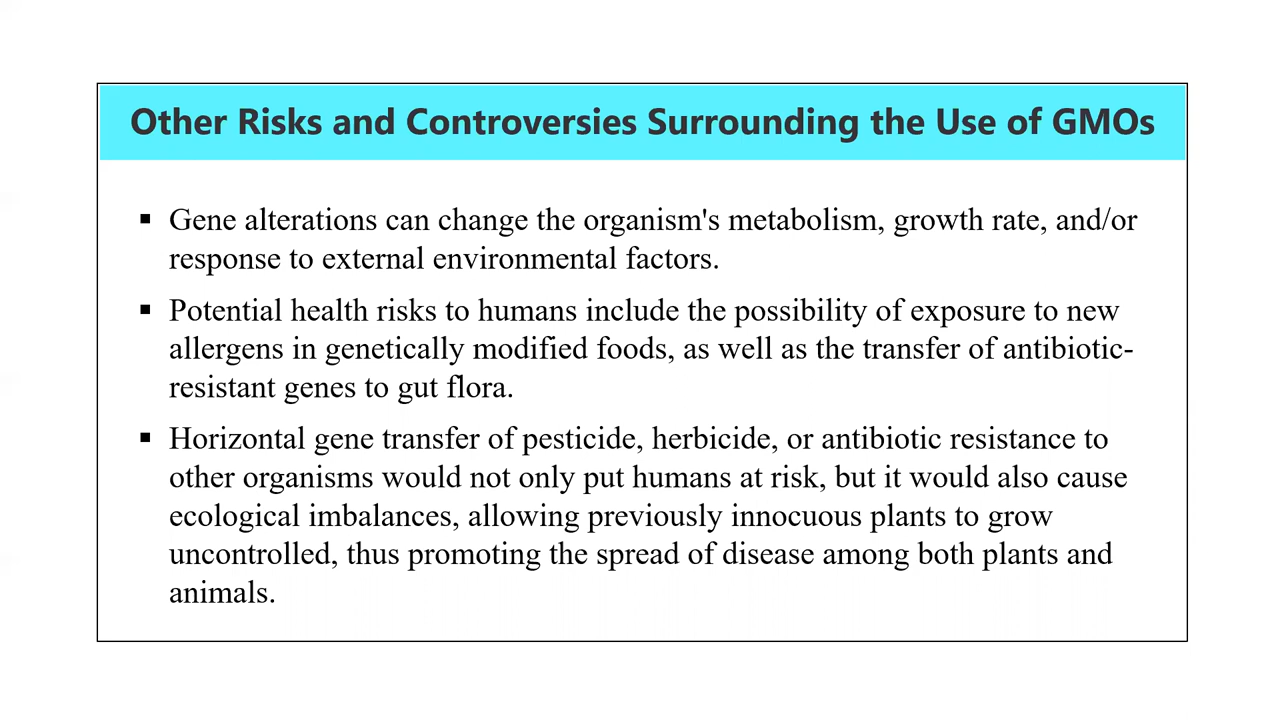 Other Risks and Controversies Surrounding the Use of GMOs
▪ Gene alterations can change the organism's metabolism, growth rate, and/or
response to external environmental factors.
▪ Potential health risks to humans include the possibility of exposure to new
allergens in genetically modified foods, as well as the transfer of antibiotic-
resistant genes to gut flora.
▪ Horizontal gene transfer of pesticide, herbicide, or antibiotic resistance to
other organisms would not only put humans at risk, but it would also cause
ecological imbalances, allowing previously innocuous plants to grow
uncontrolled, thus promoting the spread of disease among both plants and
animals.